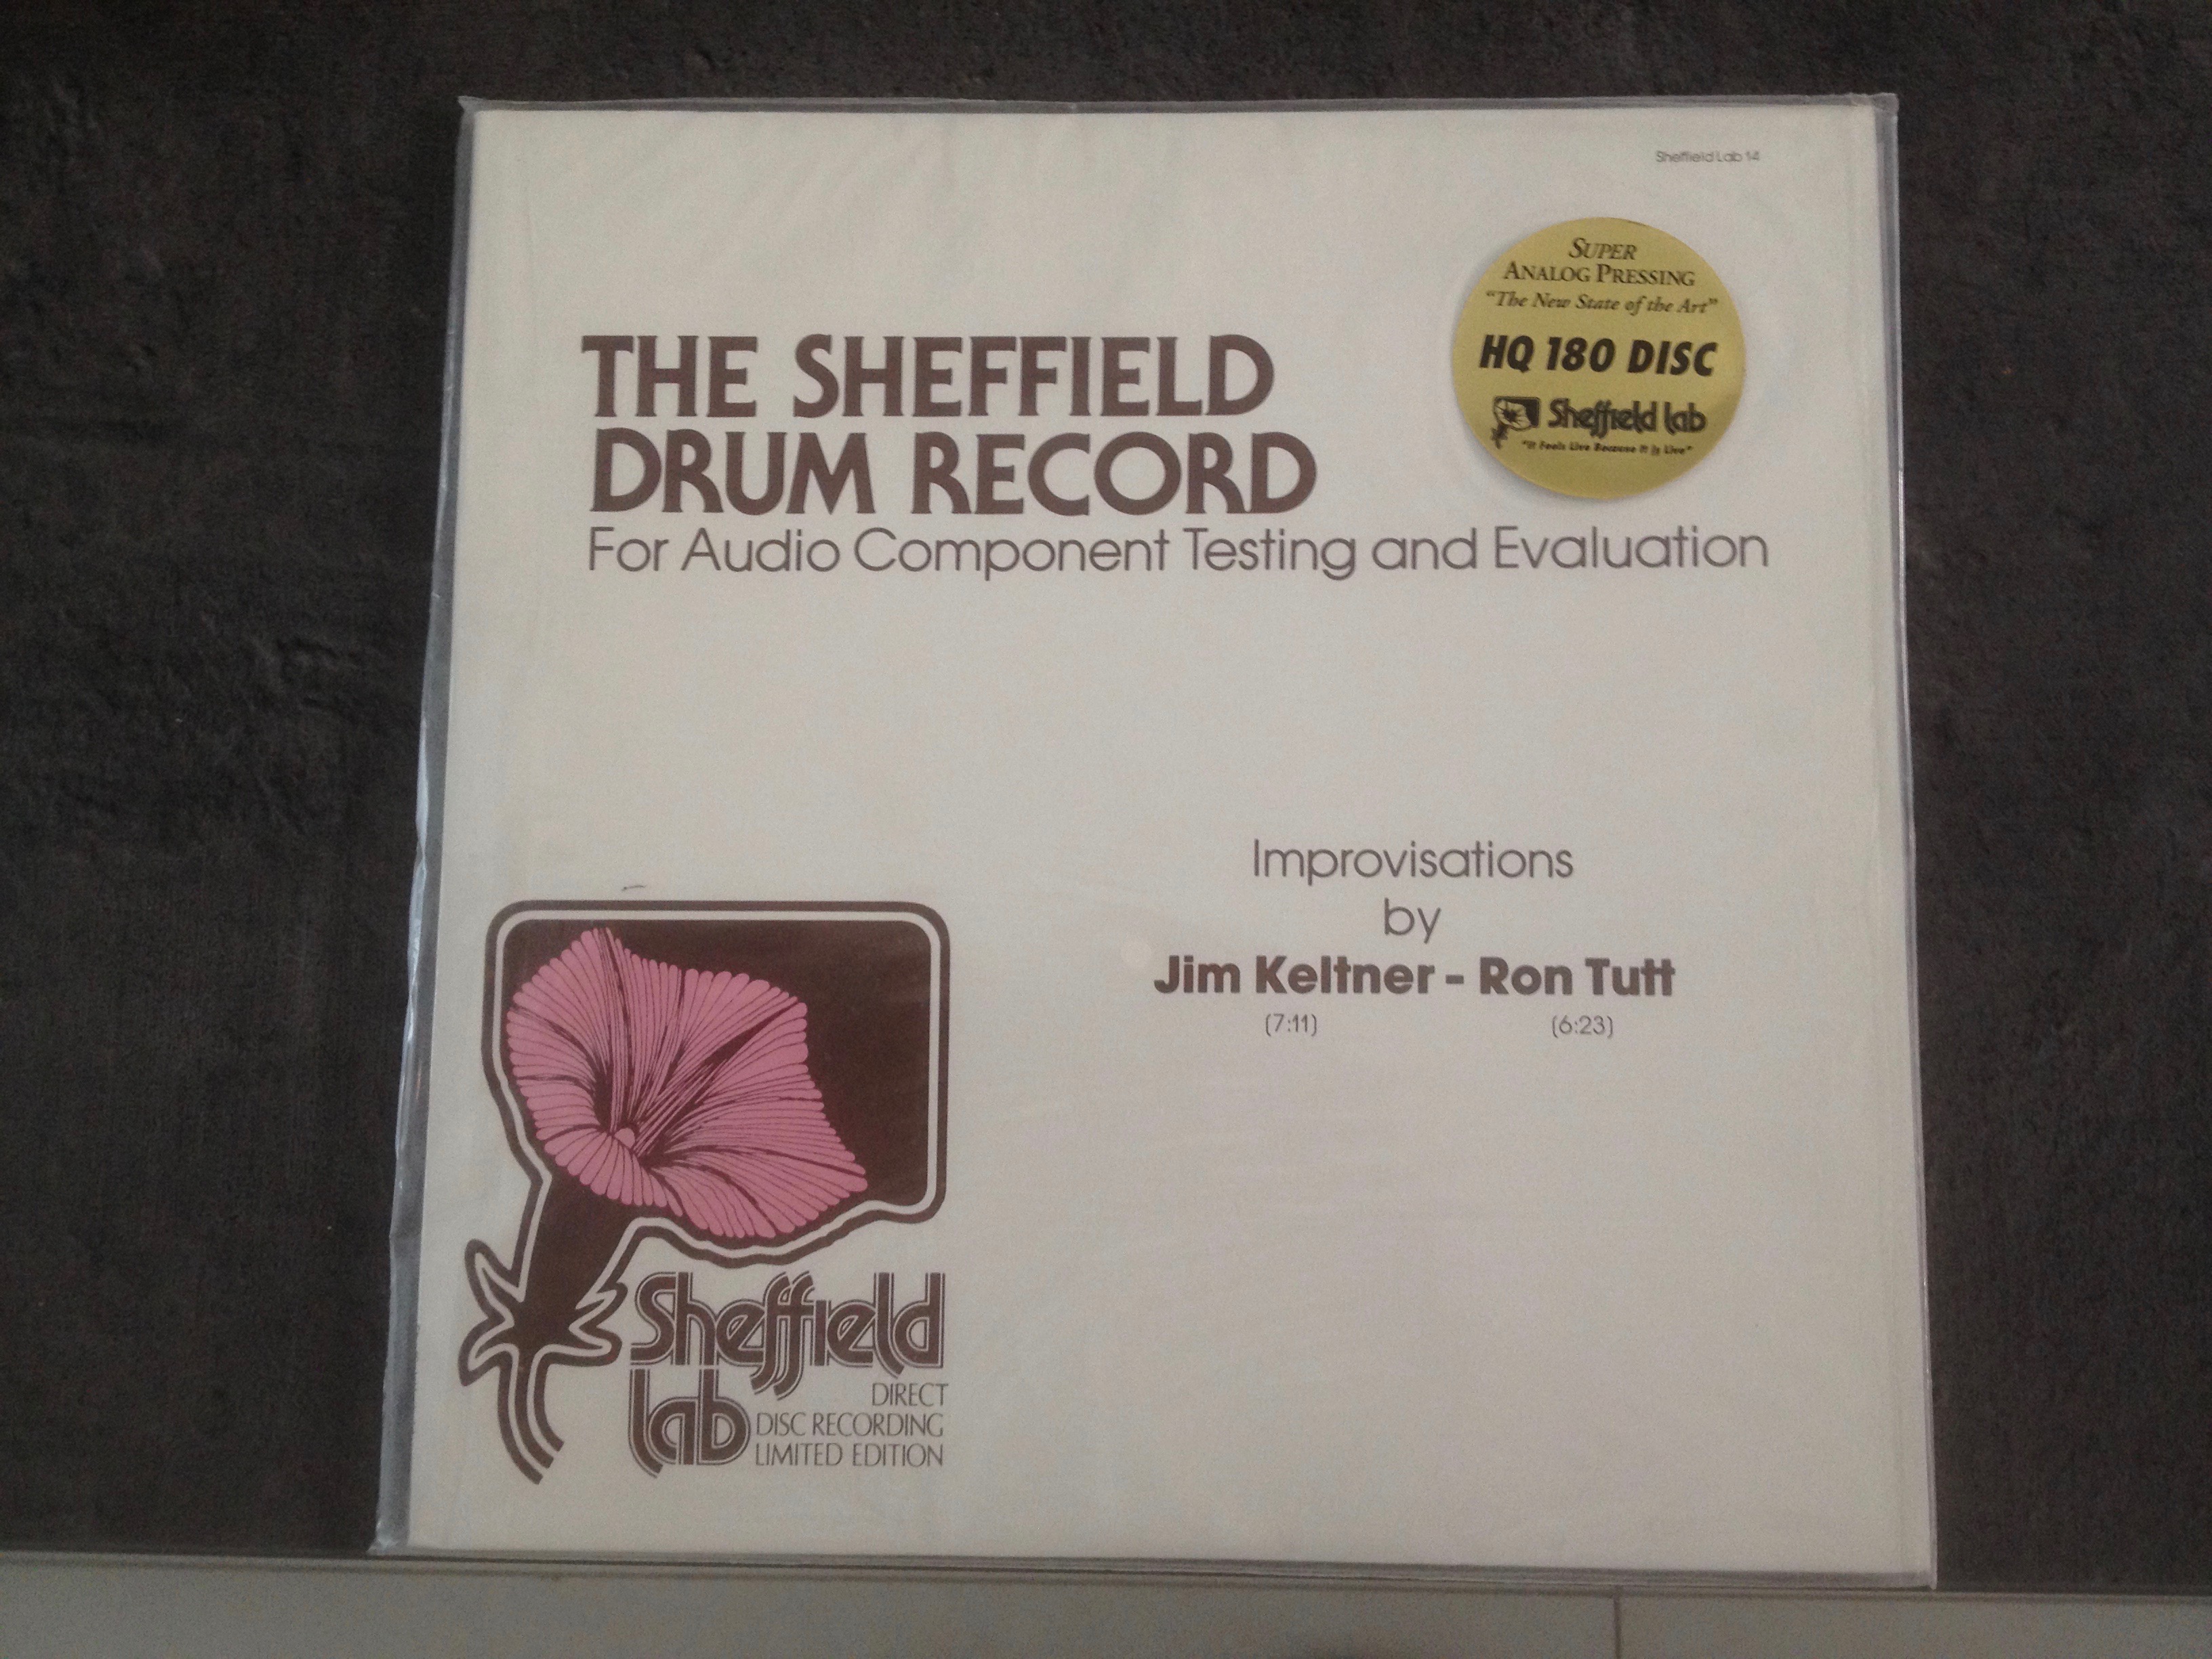 Sheffield Lab 14
SUPER
ANALOG PRESSING
"The New State of the Art"
HQ 180 DISC
Sheffield lab
"It Feels Live Because It Is Live"
THE SHEFFIELD
DRUM RECORD
For Audio Component Testing and Evaluation
Improvisations
by
Jim Keltner - Ron Tutt
(7:11) (6:23)
Sheffield
lab
DIRECT
DISC RECORDING
LIMITED EDITION